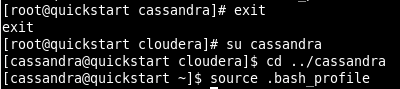 [root@quickstart cassandra]# exit
exit
[root@quickstart cloudera]# su cassandra
[cassandra@quickstart cloudera]$ cd ../cassandra
[cassandra@quickstart ~]$ source .bash_profile